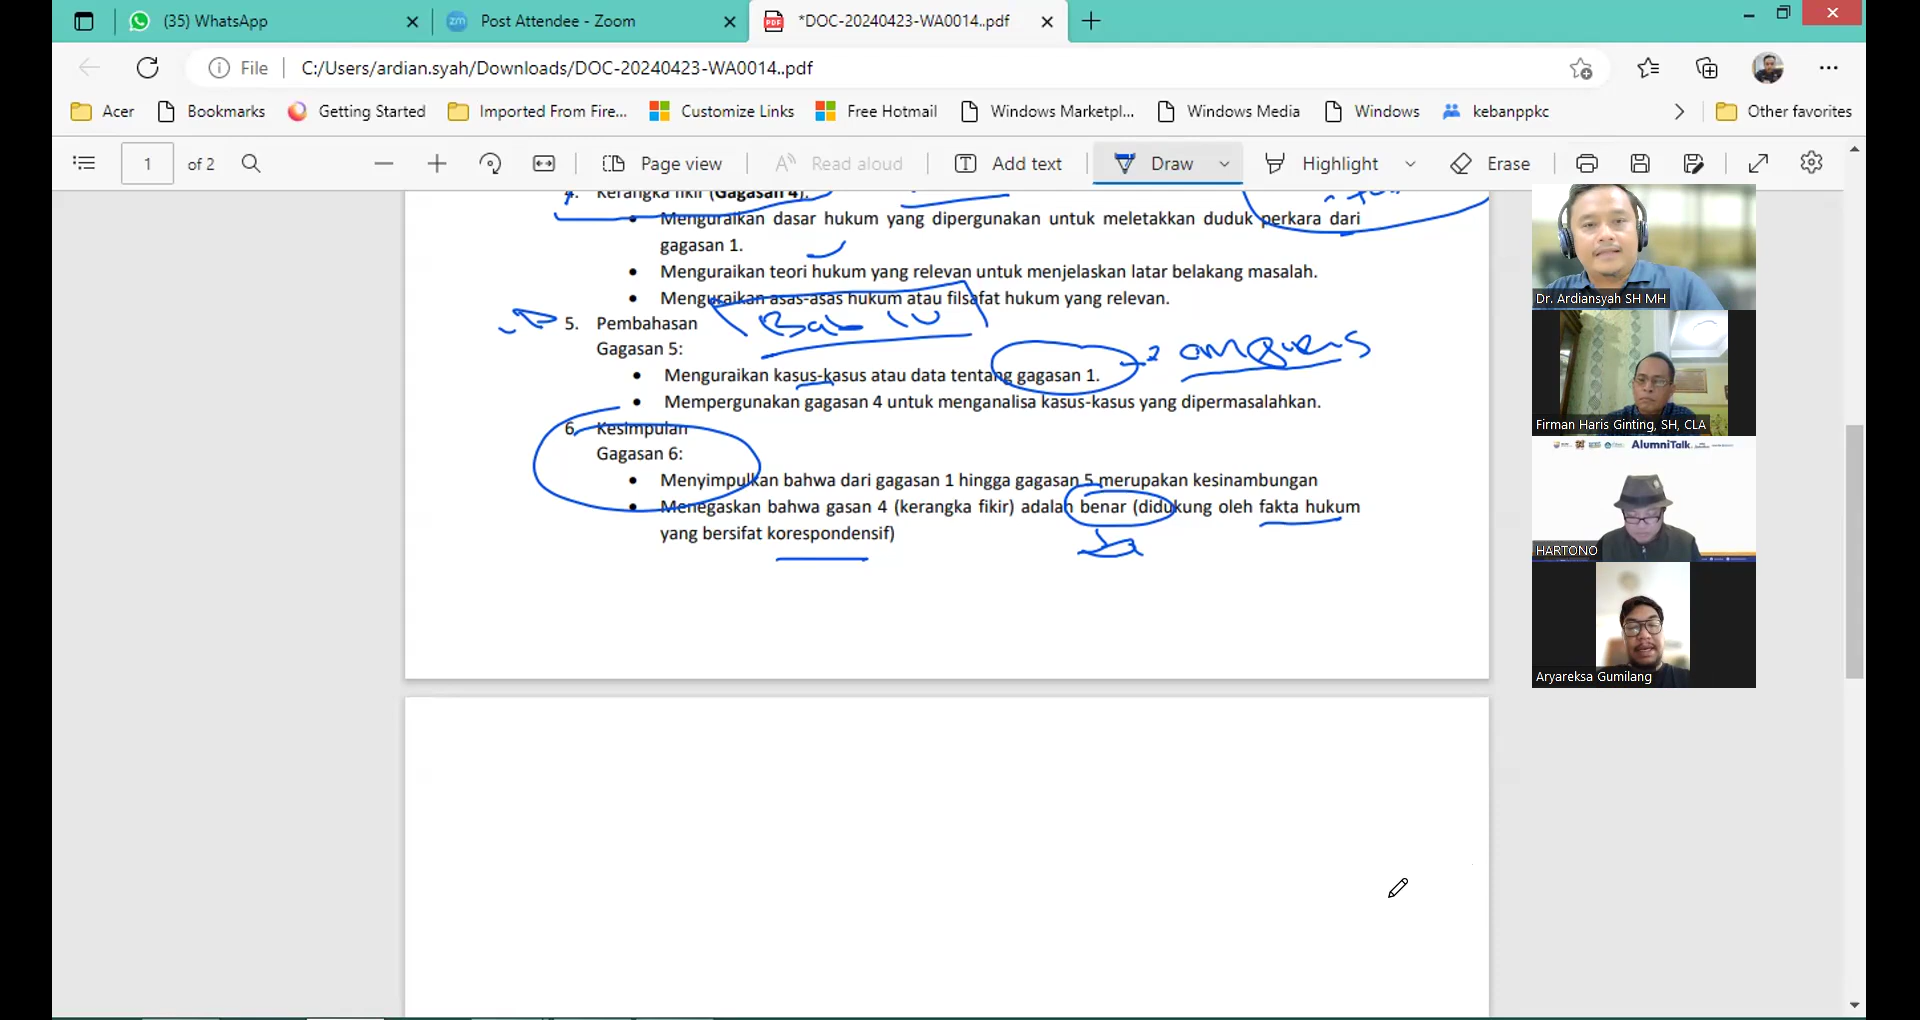 (35) WhatsApp
Post Attendee - Zoom
*DOC-20240423-WA0014..pdf
File
C:/Users/ardian.syah/Downloads/DOC-20240423-WA0014..pdf
Acer
Bookmarks
Getting Started
Imported From Fire...
Customize Links
Free Hotmail
Windows Marketpl...
Windows Media
Windows
kebanppkc
Other favorites
1 of 2
Page view
Read aloud
Add text
Draw
Highlight
Erase
4. Kerangka fikir (Gagasan 4).
• Menguraikan dasar hukum yang dipergunakan untuk meletakkan duduk perkara dari
gagasan 1.
• Menguraikan teori hukum yang relevan untuk menjelaskan latar belakang masalah.
• Menguraikan asas-asas hukum atau filsafat hukum yang relevan.
5. Pembahasan
Bab IV
Gagasan 5:
• Menguraikan kasus-kasus atau data tentang gagasan 1.
• Mempergunakan gagasan 4 untuk menganalisa kasus-kasus yang dipermasalahkan.
6. Kesimpulan
Gagasan 6:
• Menyimpulkan bahwa dari gagasan 1 hingga gagasan 5 merupakan kesinambungan
• Menegaskan bahwa gasan 4 (kerangka fikir) adalah benar (didukung oleh fakta hukum
yang bersifat korespondensif)
Dr. Ardiansyah SH MH
Firman Haris Ginting, SH, CLA
AlumniTalk
HARTONO
Aryareksa Gumilang